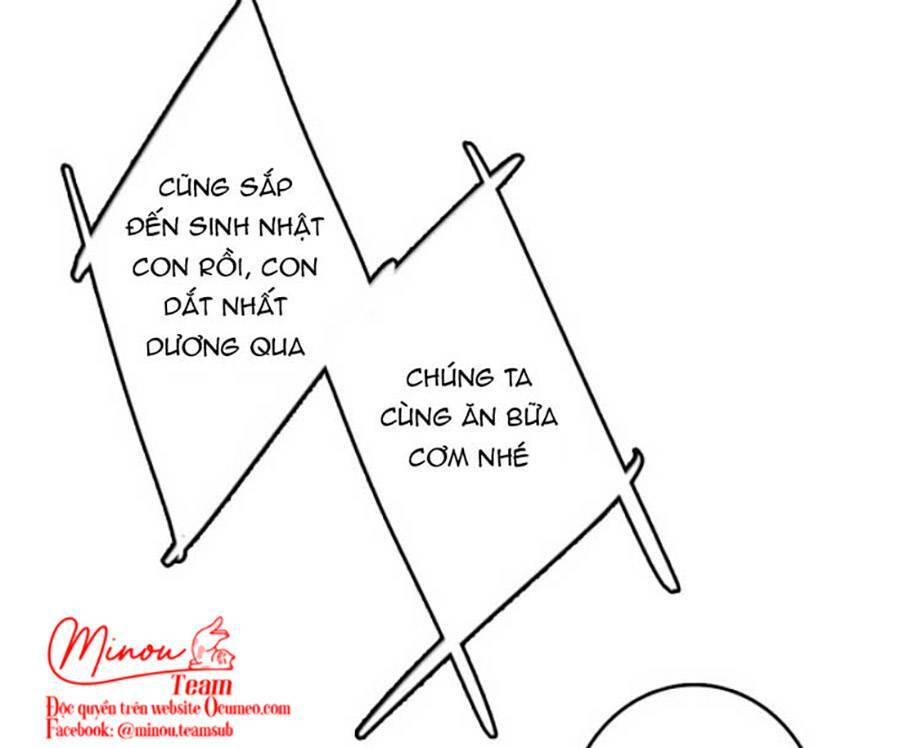 CŨNG SẮP
ĐẾN SINH NHẬT
CON RỒI, CON
DẮT NHẤT
DƯƠNG QUA
CHÚNG TA
CÙNG ĂN BỮA
CƠM NHÉ
Minou
Team
Độc quyền trên website Ocumeo.com
Facebook: @minou.teamsub